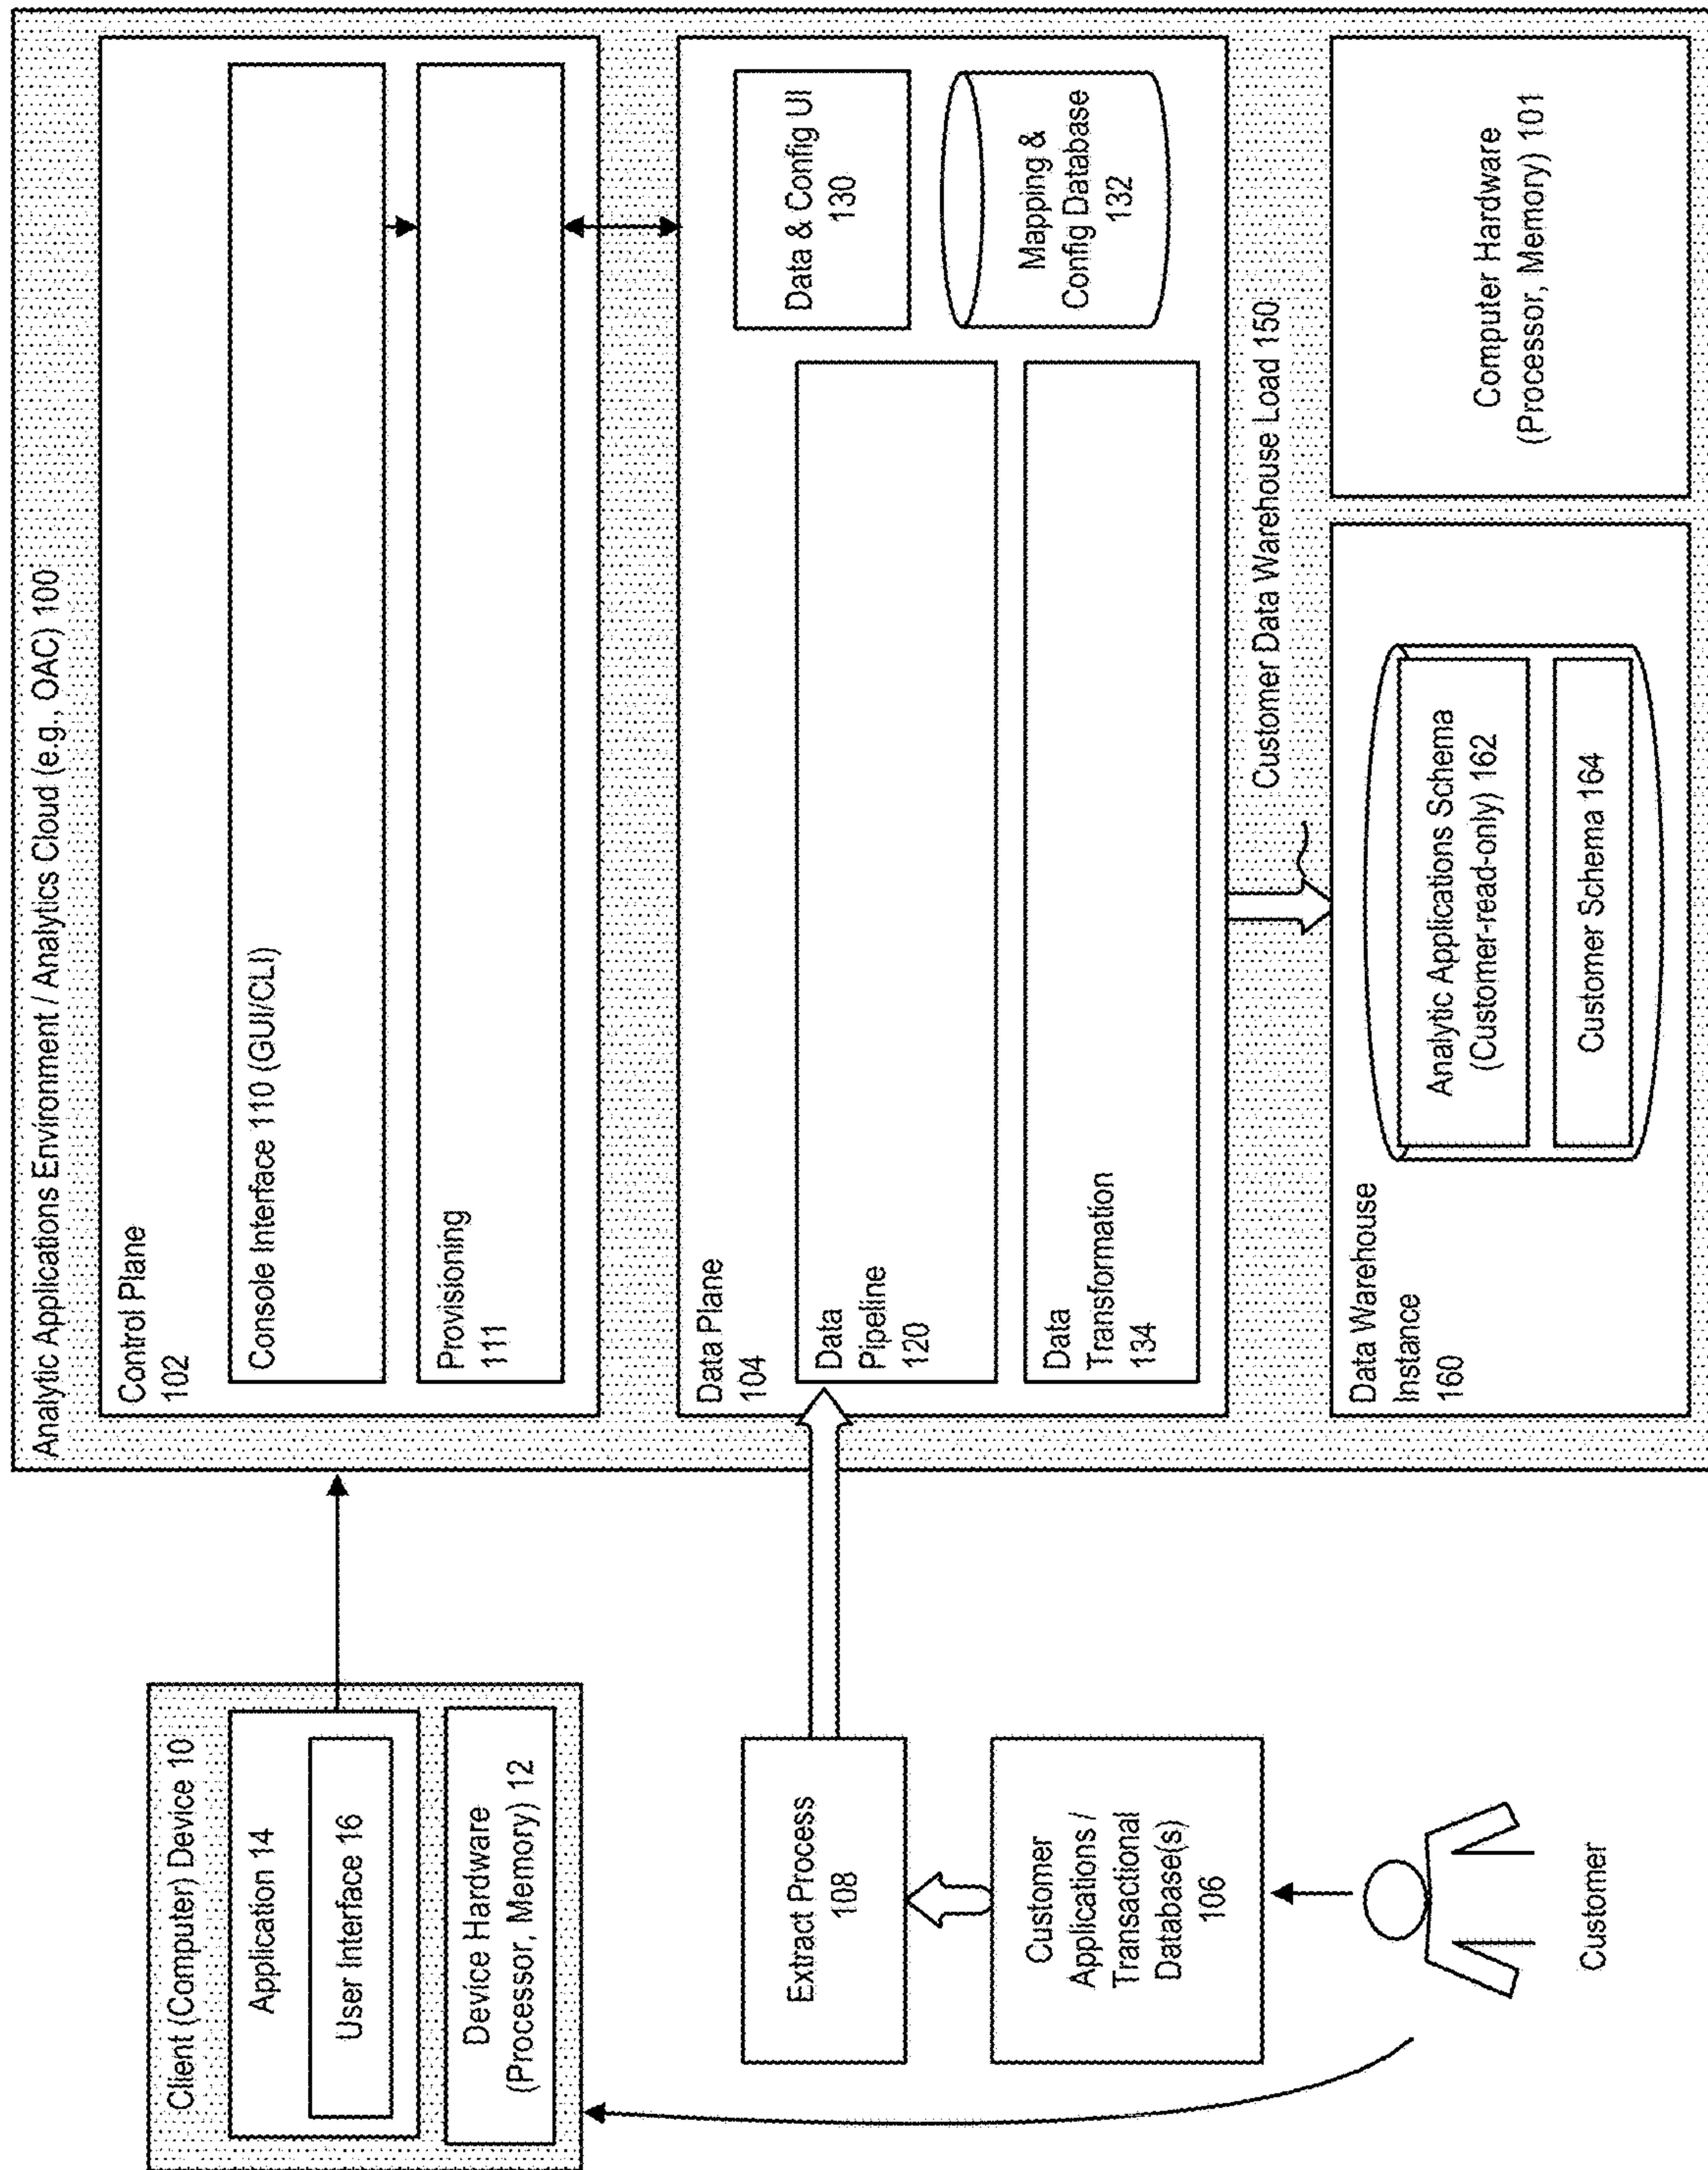 Client (Computer) Device 10
Application 14
User Interface 16
Device Hardware
(Processor, Memory) 12
Extract Process
108
Customer
Applications /
Transactional
Database(s)
106
Customer
Analytic Applications Environment / Analytics Cloud (e.g., OAC) 100
Control Plane
102
Console Interface 110 (GUI/CLI)
Provisioning
111
Data Plane
104
Data
Pipeline
120
Data
Transformation
134
Data & Config UI
130
Mapping &
Config Database
132
Customer Data Warehouse Load 150
Data Warehouse
Instance
160
Analytic Applications Schema
(Customer-read-only) 162
Customer Schema 164
Computer Hardware
(Processor, Memory) 101